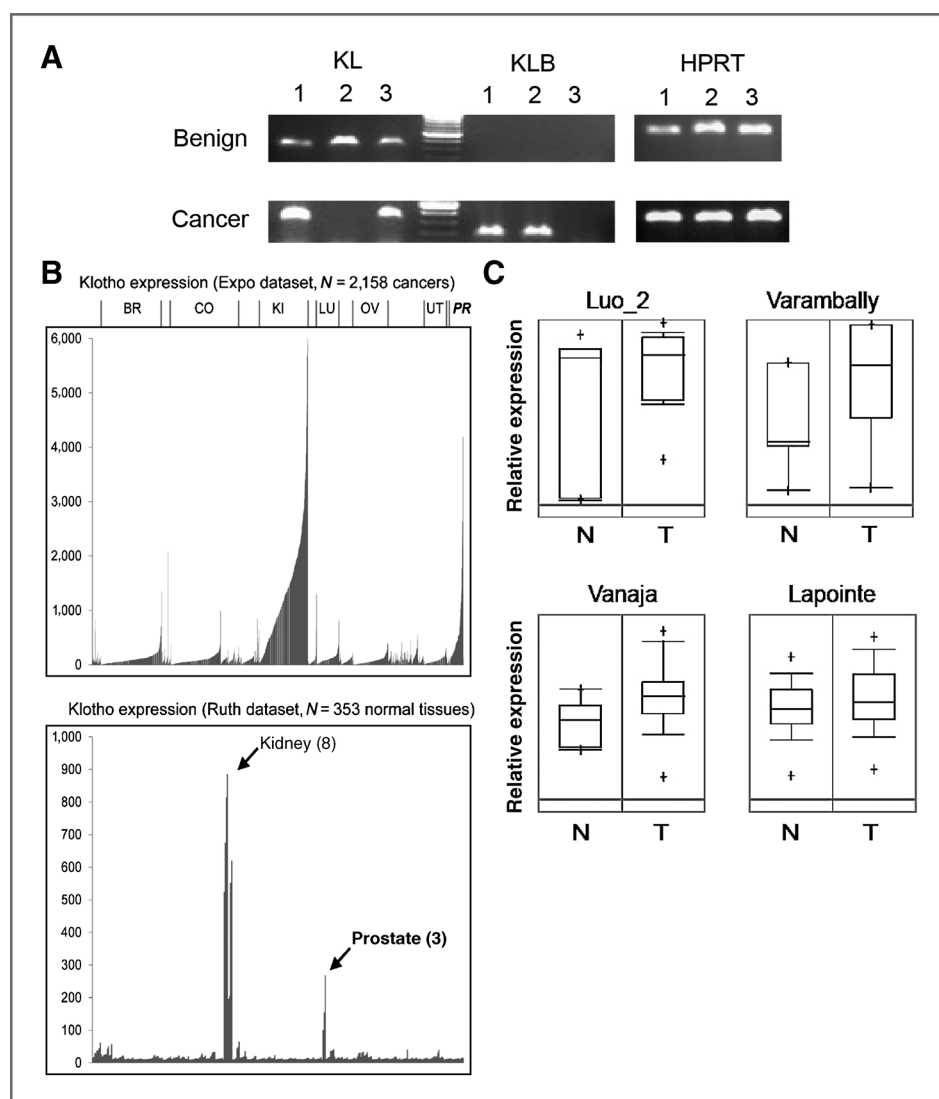 A
KL KLB HPRT
1 2 3 1 2 3 1 2 3
Benign
Cancer
B
Klotho expression (Expo dataset, N = 2,158 cancers)
BR CO KI LU OV UT PR
6,000
5,000
4,000
3,000
2,000
1,000
0
Klotho expression (Ruth dataset, N = 353 normal tissues)
1,000
900
800
700
600
500
400
300
200
100
0
Kidney (8)
Prostate (3)
C
Luo_2 Varambally
Relative expression
N T N T
Vanaja Lapointe
Relative expression
N T N T